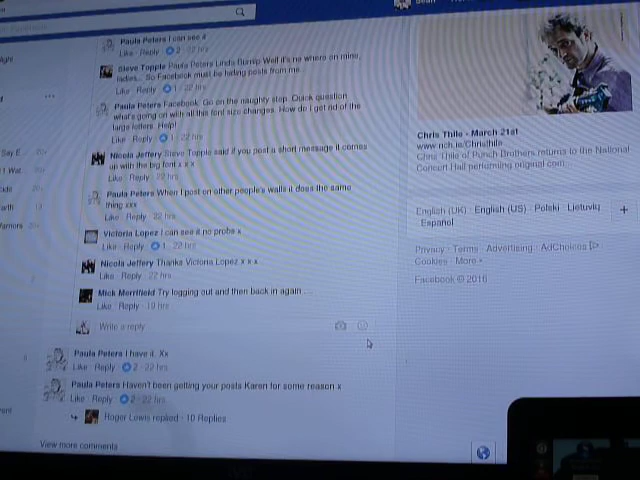 Paula Peters I can see it
Like · Reply · 2 · 22 hrs
Steve Topple Paula Peters Linda Burnip Well it's no where on mine,
ladies... So Facebook must be hiding posts from me.
Like · Reply · 1 · 22 hrs
Paula Peters Facebook. Go on the naughty step. Quick question
what's going on with all this font size changes. How do I get rid of the
large letters. Help!
Like · Reply · 1 · 22 hrs
Nicola Jeffery Steve Topple said if you post a short message it comes
up with the big font x x x
Like · Reply · 22 hrs
Paula Peters When I post on other people's walls it does the same
thing xxx
Like · Reply · 22 hrs
Victoria Lopez I can see it no probs x
Like · Reply · 1 · 22 hrs
Nicola Jeffery Thanks Victoria Lopez x x x
Like · Reply · 22 hrs
Mick Merrifield Try logging out and then back in again ...
Like · Reply · 19 hrs
Write a reply
Paula Peters I have it. Xx
Like · Reply · 2 · 22 hrs
Paula Peters Haven't been getting your posts Karen for some reason x
Like · Reply · 2 · 22 hrs
Roger Lewis replied · 10 Replies
View more comments
Chris Thile - March 21st
www.nch.ie/Christhile
Chris Thile of Punch Brothers returns to the National
Concert Hall performing original com...
English (UK) · English (US) · Polski · Lietuvių ·
Español
+
Privacy · Terms · Advertising · AdChoices
Cookies · More
Facebook © 2016